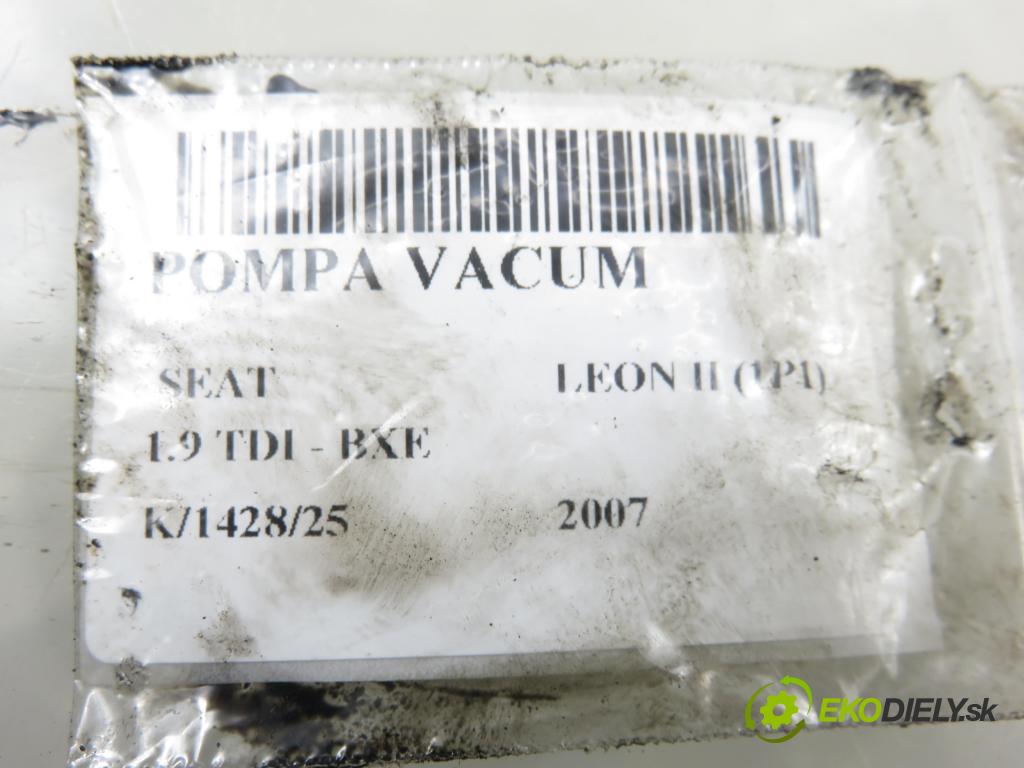 POMPA VACUM
SEAT LEON II (1P1)
1.9 TDI - BXE
K/1428/25 2007
EKODIELY.sk